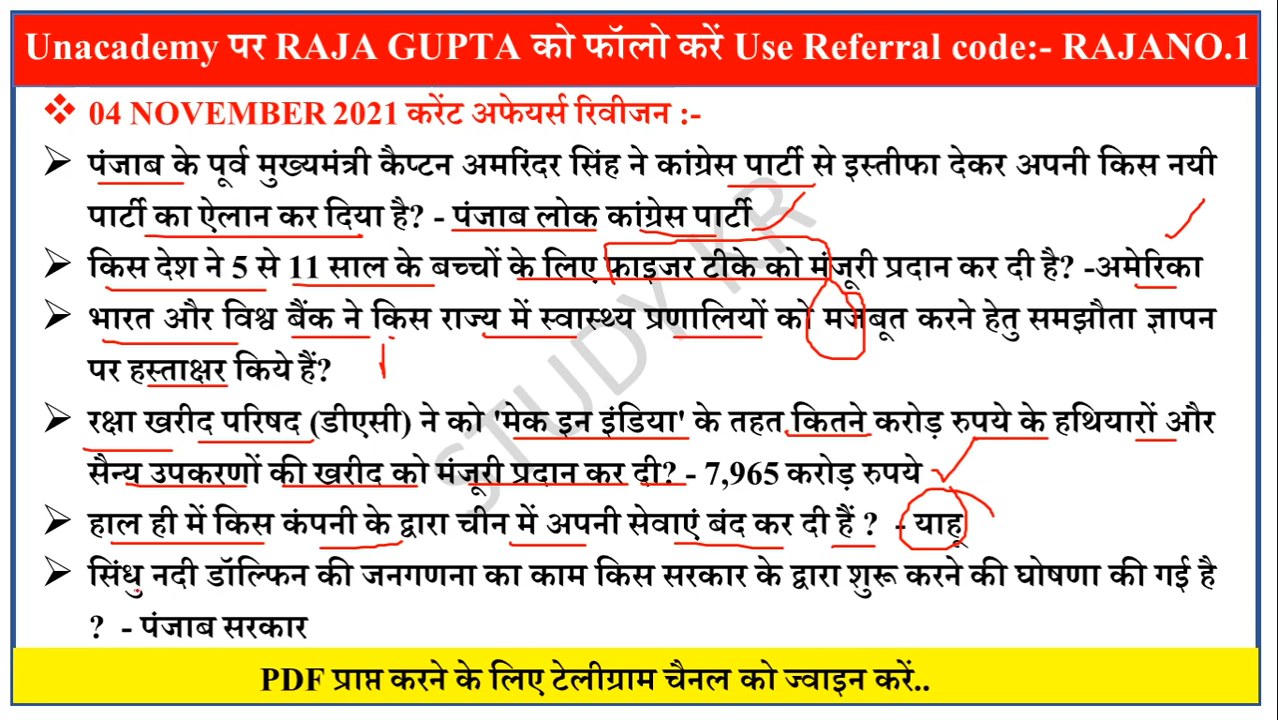 Unacademy पर RAJA GUPTA को फॉलो करें Use Referral code:- RAJANO.1
04 NOVEMBER 2021 करेंट अफेयर्स रिवीजन :-
पंजाब के पूर्व मुख्यमंत्री कैप्टन अमरिंदर सिंह ने कांग्रेस पार्टी से इस्तीफा देकर अपनी किस नयी
पार्टी का ऐलान कर दिया है? - पंजाब लोक कांग्रेस पार्टी
किस देश ने 5 से 11 साल के बच्चों के लिए फाइजर टीके को मंजूरी प्रदान कर दी है? -अमेरिका
भारत और विश्व बैंक ने किस राज्य में स्वास्थ्य प्रणालियों को मजबूत करने हेतु समझौता ज्ञापन
पर हस्ताक्षर किये हैं?
रक्षा खरीद परिषद (डीएसी) ने को 'मेक इन इंडिया' के तहत कितने करोड़ रुपये के हथियारों और
सैन्य उपकरणों की खरीद को मंजूरी प्रदान कर दी? - 7,965 करोड़ रुपये
हाल ही में किस कंपनी के द्वारा चीन में अपनी सेवाएं बंद कर दी हैं ? - याहू
सिंधु नदी डॉल्फिन की जनगणना का काम किस सरकार के द्वारा शुरू करने की घोषणा की गई है
? - पंजाब सरकार
STUDY KR
PDF प्राप्त करने के लिए टेलीग्राम चैनल को ज्वाइन करें..